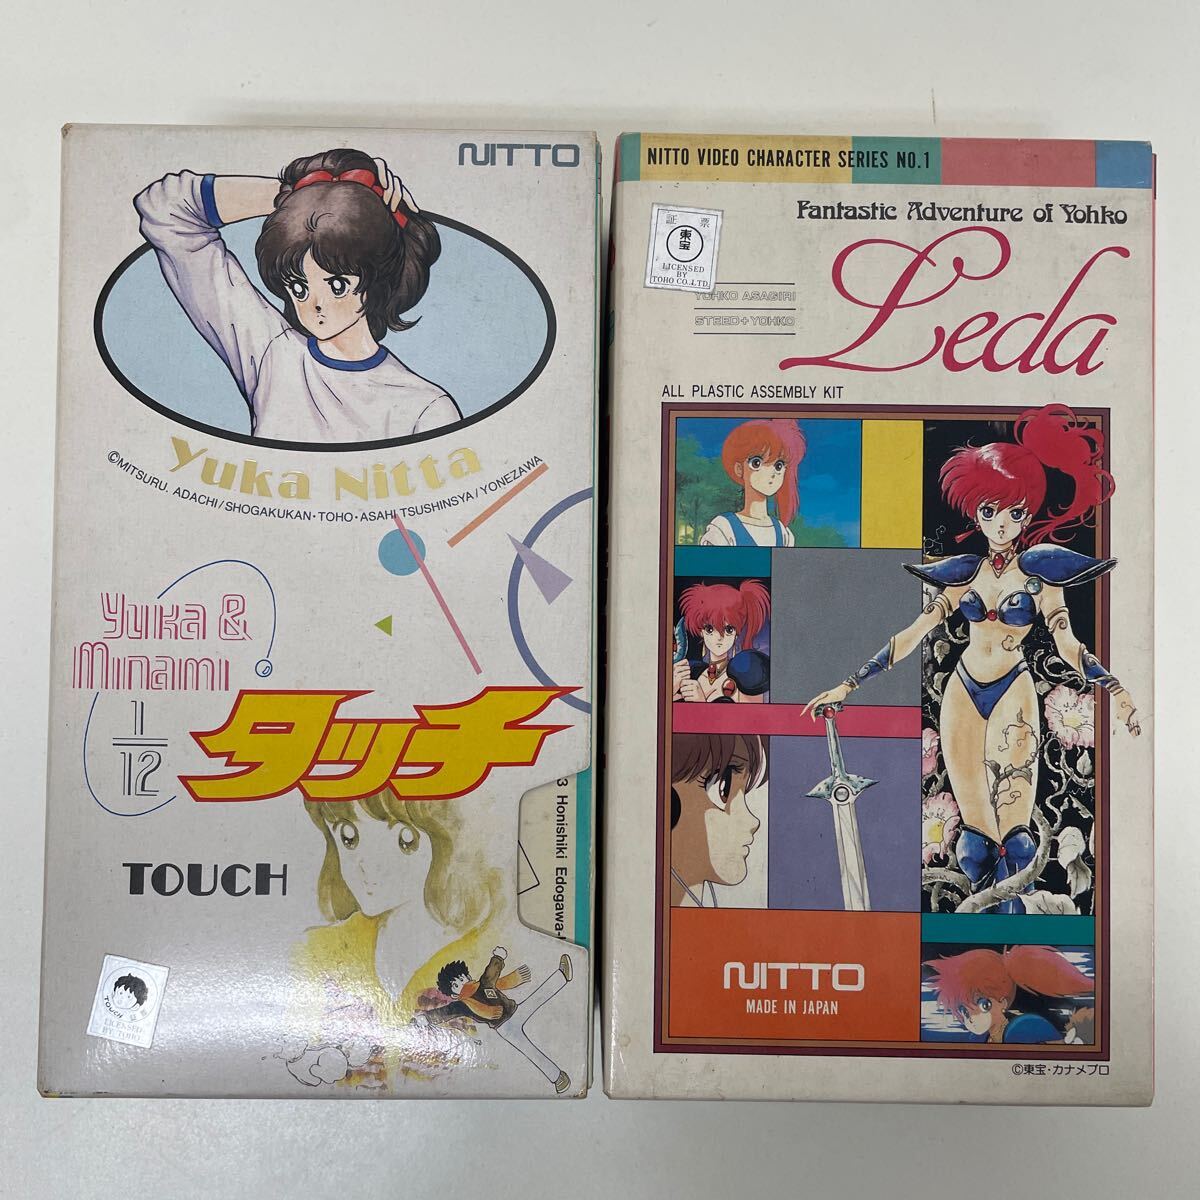 NITTO
Yuka Nitta
©MITSURU. ADACHI/SHOGAKUKAN・TOHO・ASAHI TSUSHINSYA/YONEZAWA
Yuka &
Minami
1/12
タッチ
3 Honishiki Edogawa-
TOUCH
TOUCH 証票
LICENSED
BY TOHO
NITTO VIDEO CHARACTER SERIES NO.1
Fantastic Adventure of Yohko
Leda
証票
東宝
LICENSED
BY
TOHO CO., LTD.
YOHKO ASAGIRI
STEED+YOHKO
ALL PLASTIC ASSEMBLY KIT
NITTO
MADE IN JAPAN
©東宝・カナメプロ